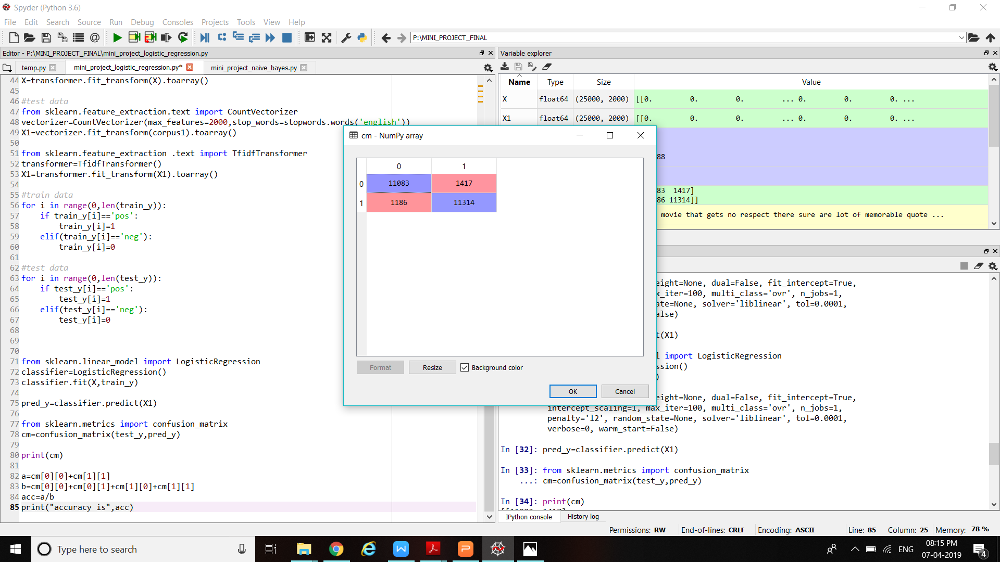 Spyder (Python 3.6)
File Edit Search Source Run Debug Consoles Projects Tools View Help
P:\MINI_PROJECT_FINAL
Editor - P:\MINI_PROJECT_FINAL\mini_project_logistic_regression.py
temp.py mini_project_logistic_regression.py* mini_project_naive_bayes.py
44 X=transformer.fit_transform(X).toarray()
45
46 #test data
47 from sklearn.feature_extraction.text import CountVectorizer
48 vectorizer=CountVectorizer(max_features=2000,stop_words=stopwords.words('english'))
49 X1=vectorizer.fit_transform(corpus1).toarray()
50
51 from sklearn.feature_extraction .text import TfidfTransformer
52 transformer=TfidfTransformer()
53 X1=transformer.fit_transform(X1).toarray()
54
55 #train data
56 for i in range(0,len(train_y)):
57     if train_y[i]=='pos':
58         train_y[i]=1
59     elif(train_y[i]=='neg'):
60         train_y[i]=0
61
62 #test data
63 for i in range(0,len(test_y)):
64     if test_y[i]=='pos':
65         test_y[i]=1
66     elif(test_y[i]=='neg'):
67         test_y[i]=0
68
69
70
71 from sklearn.linear_model import LogisticRegression
72 classifier=LogisticRegression()
73 classifier.fit(X,train_y)
74
75 pred_y=classifier.predict(X1)
76
77 from sklearn.metrics import confusion_matrix
78 cm=confusion_matrix(test_y,pred_y)
79
80 print(cm)
81
82 a=cm[0][0]+cm[1][1]
83 b=cm[0][0]+cm[0][1]+cm[1][0]+cm[1][1]
84 acc=a/b
85 print("accuracy is",acc)
Variable explorer
Name Type Size Value
X float64 (25000, 2000) [[0. 0. 0. ... 0. 0. 0. ...
X1 float64 (25000, 2000) [[0. 0. 0. ... 0. 0. 0. ...
88
83 1417]
86 11314]]
movie that gets no respect there sure are lot of memorable quote ...
cm - NumPy array
0 1
0 11083 1417
1 1186 11314
Format Resize Background color
OK Cancel
eight=None, dual=False, fit_intercept=True,
x_iter=100, multi_class='ovr', n_jobs=1,
ate=None, solver='liblinear', tol=0.0001,
alse)
t(X1)
l import LogisticRegression
ssion()
)
eight=None, dual=False, fit_intercept=True,
intercept_scaling=1, max_iter=100, multi_class='ovr', n_jobs=1,
penalty='l2', random_state=None, solver='liblinear', tol=0.0001,
verbose=0, warm_start=False)
In [32]: pred_y=classifier.predict(X1)
In [33]: from sklearn.metrics import confusion_matrix
...: cm=confusion_matrix(test_y,pred_y)
In [34]: print(cm)
[[11083 1417]
IPython console History log
Permissions: RW End-of-lines: CRLF Encoding: ASCII Line: 85 Column: 25 Memory: 78 %
Type here to search
ENG
08:15 PM
07-04-2019
4